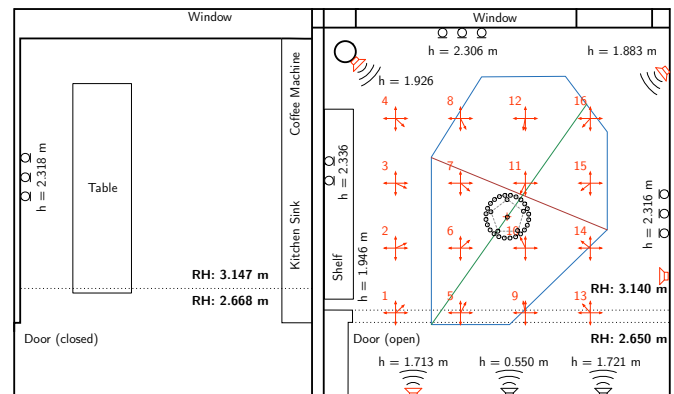 Window
Window
h = 2.306 m
h = 1.883 m
h = 1.926
Coffee Machine
4
8
12
16
h = 2.318 m
h = 2.336
Table
3
7
11
15
h = 2.316 m
Kitchen Sink
2
6
10
14
Shelf
h = 1.946 m
RH: 3.147 m
RH: 2.668 m
RH: 3.140 m
1
5
9
13
Door (closed)
Door (open)
RH: 2.650 m
h = 1.713 m
h = 0.550 m
h = 1.721 m